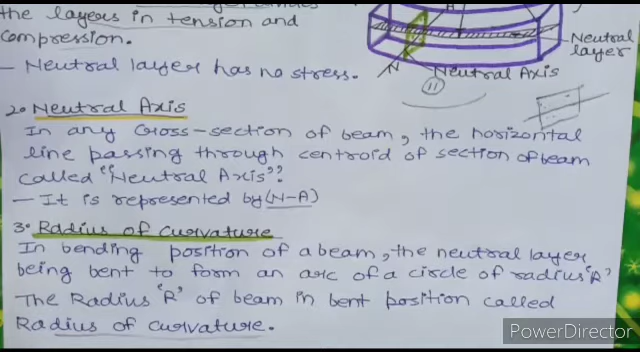 the layers in tension and
compression.
- Neutral layer has no stress.
Neutral
layer
N
Neutral Axis
11
2. Neutral Axis
In any Cross-section of beam, the horizontal
line passing through centroid of section of beam
called "Neutral Axis".
- It is represented by (N-A)
3. Radius of Curvature
In bending position of a beam, the neutral layer
being bent to form an arc of a circle of radius 'R'
The Radius 'R' of beam in bent position called
Radius of curvature.
PowerDirector